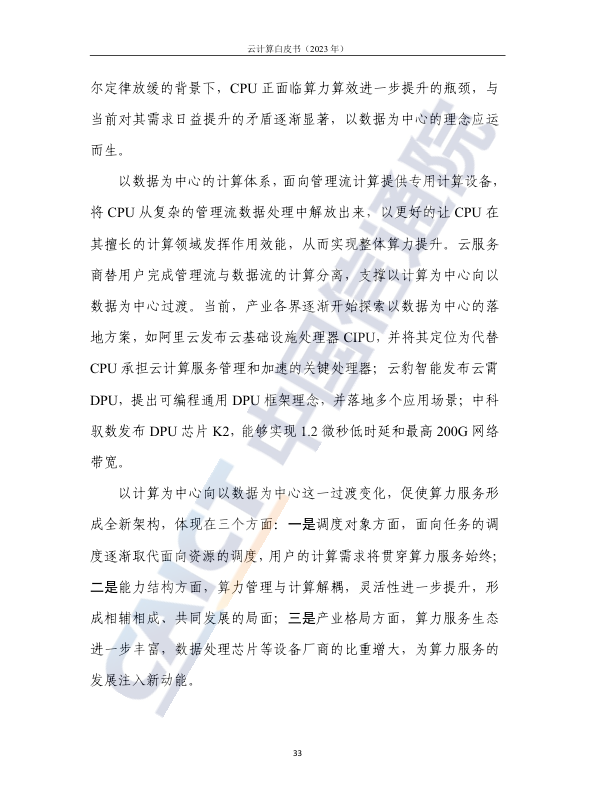 云计算白皮书（2023 年）
尔定律放缓的背景下，CPU 正面临算力算效进一步提升的瓶颈，与
当前对其需求日益提升的矛盾逐渐显著，以数据为中心的理念应运
而生。
以数据为中心的计算体系，面向管理流计算提供专用计算设备，
将 CPU 从复杂的管理流数据处理中解放出来，以更好的让 CPU 在
其擅长的计算领域发挥作用效能，从而实现整体算力提升。云服务
商替用户完成管理流与数据流的计算分离，支撑以计算为中心向以
数据为中心过渡。当前，产业各界逐渐开始探索以数据为中心的落
地方案，如阿里云发布云基础设施处理器 CIPU，并将其定位为代替
CPU 承担云计算服务管理和加速的关键处理器；云豹智能发布云霄
DPU，提出可编程通用 DPU 框架理念，并落地多个应用场景；中科
驭数发布 DPU 芯片 K2，能够实现 1.2 微秒低时延和最高 200G 网络
带宽。
以计算为中心向以数据为中心这一过渡变化，促使算力服务形
成全新架构，体现在三个方面：一是调度对象方面，面向任务的调
度逐渐取代面向资源的调度，用户的计算需求将贯穿算力服务始终；
二是能力结构方面，算力管理与计算解耦，灵活性进一步提升，形
成相辅相成、共同发展的局面；三是产业格局方面，算力服务生态
进一步丰富，数据处理芯片等设备厂商的比重增大，为算力服务的
发展注入新动能。
33
CAICT 中国信通院